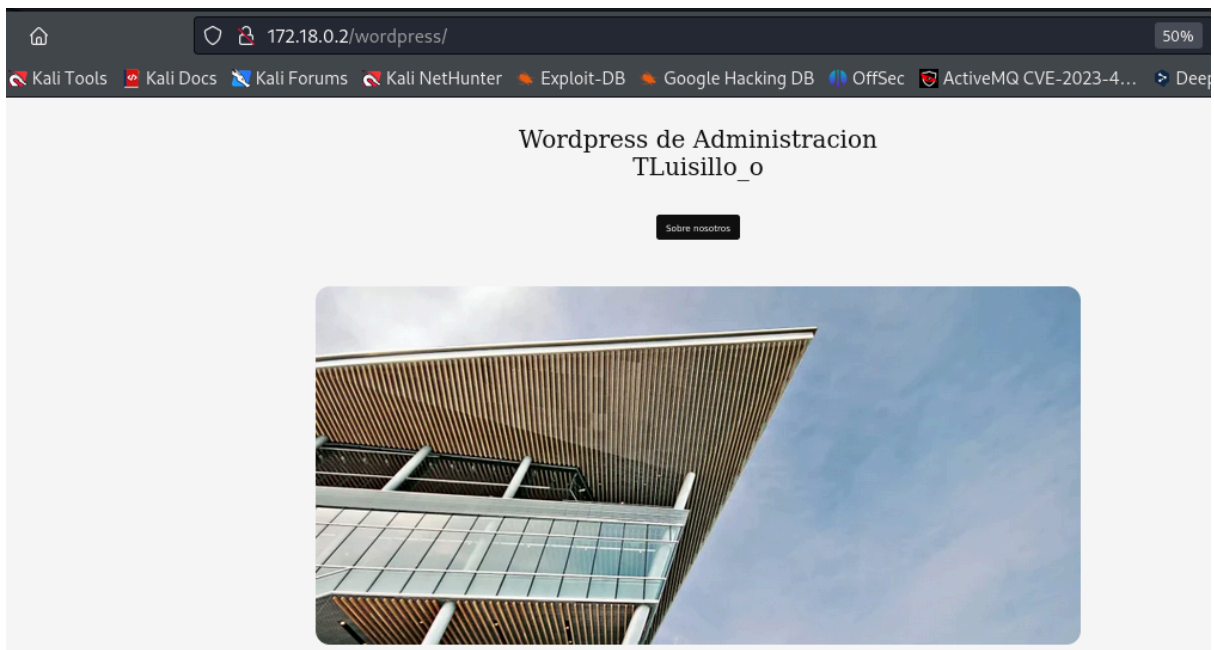 172.18.0.2/wordpress/ 50%
Kali Tools Kali Docs Kali Forums Kali NetHunter Exploit-DB Google Hacking DB OffSec ActiveMQ CVE-2023-4… Deep
Wordpress de Administracion
TLuisillo_o
Sobre nosotros